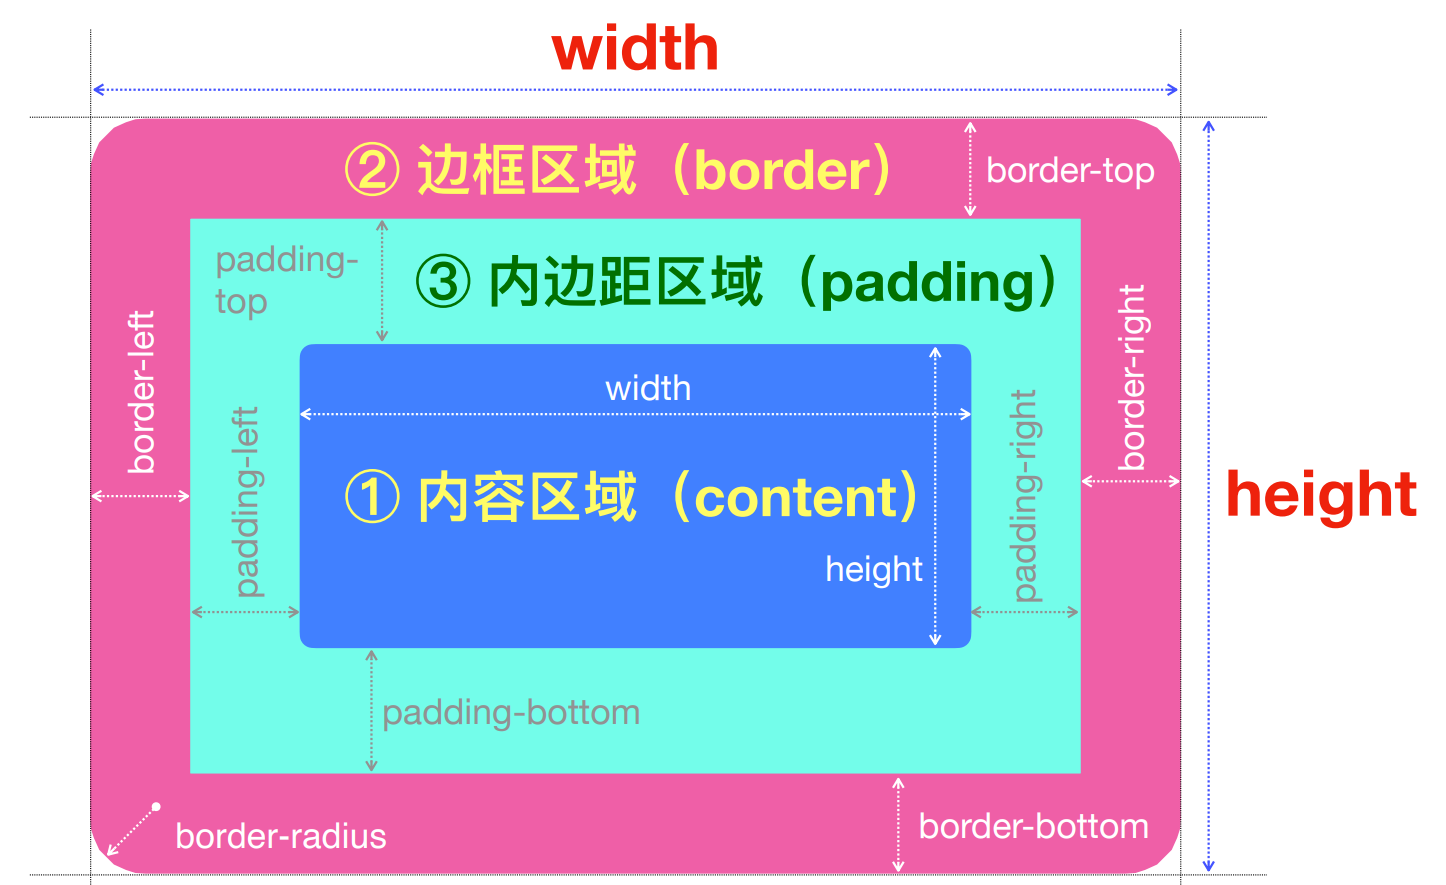 width
② 边框区域（border）
border-top
padding-
top
③ 内边距区域（padding）
border-left
border-right
width
padding-left
padding-right
① 内容区域（content）
height
height
padding-bottom
border-radius
border-bottom